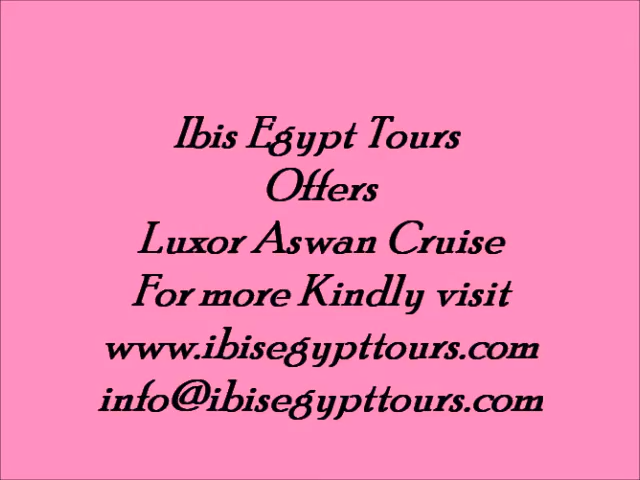 Ibis Egypt Tours
Offers
Luxor Aswan Cruise
For more Kindly visit
www.ibisegypttours.com
info@ibisegypttours.com